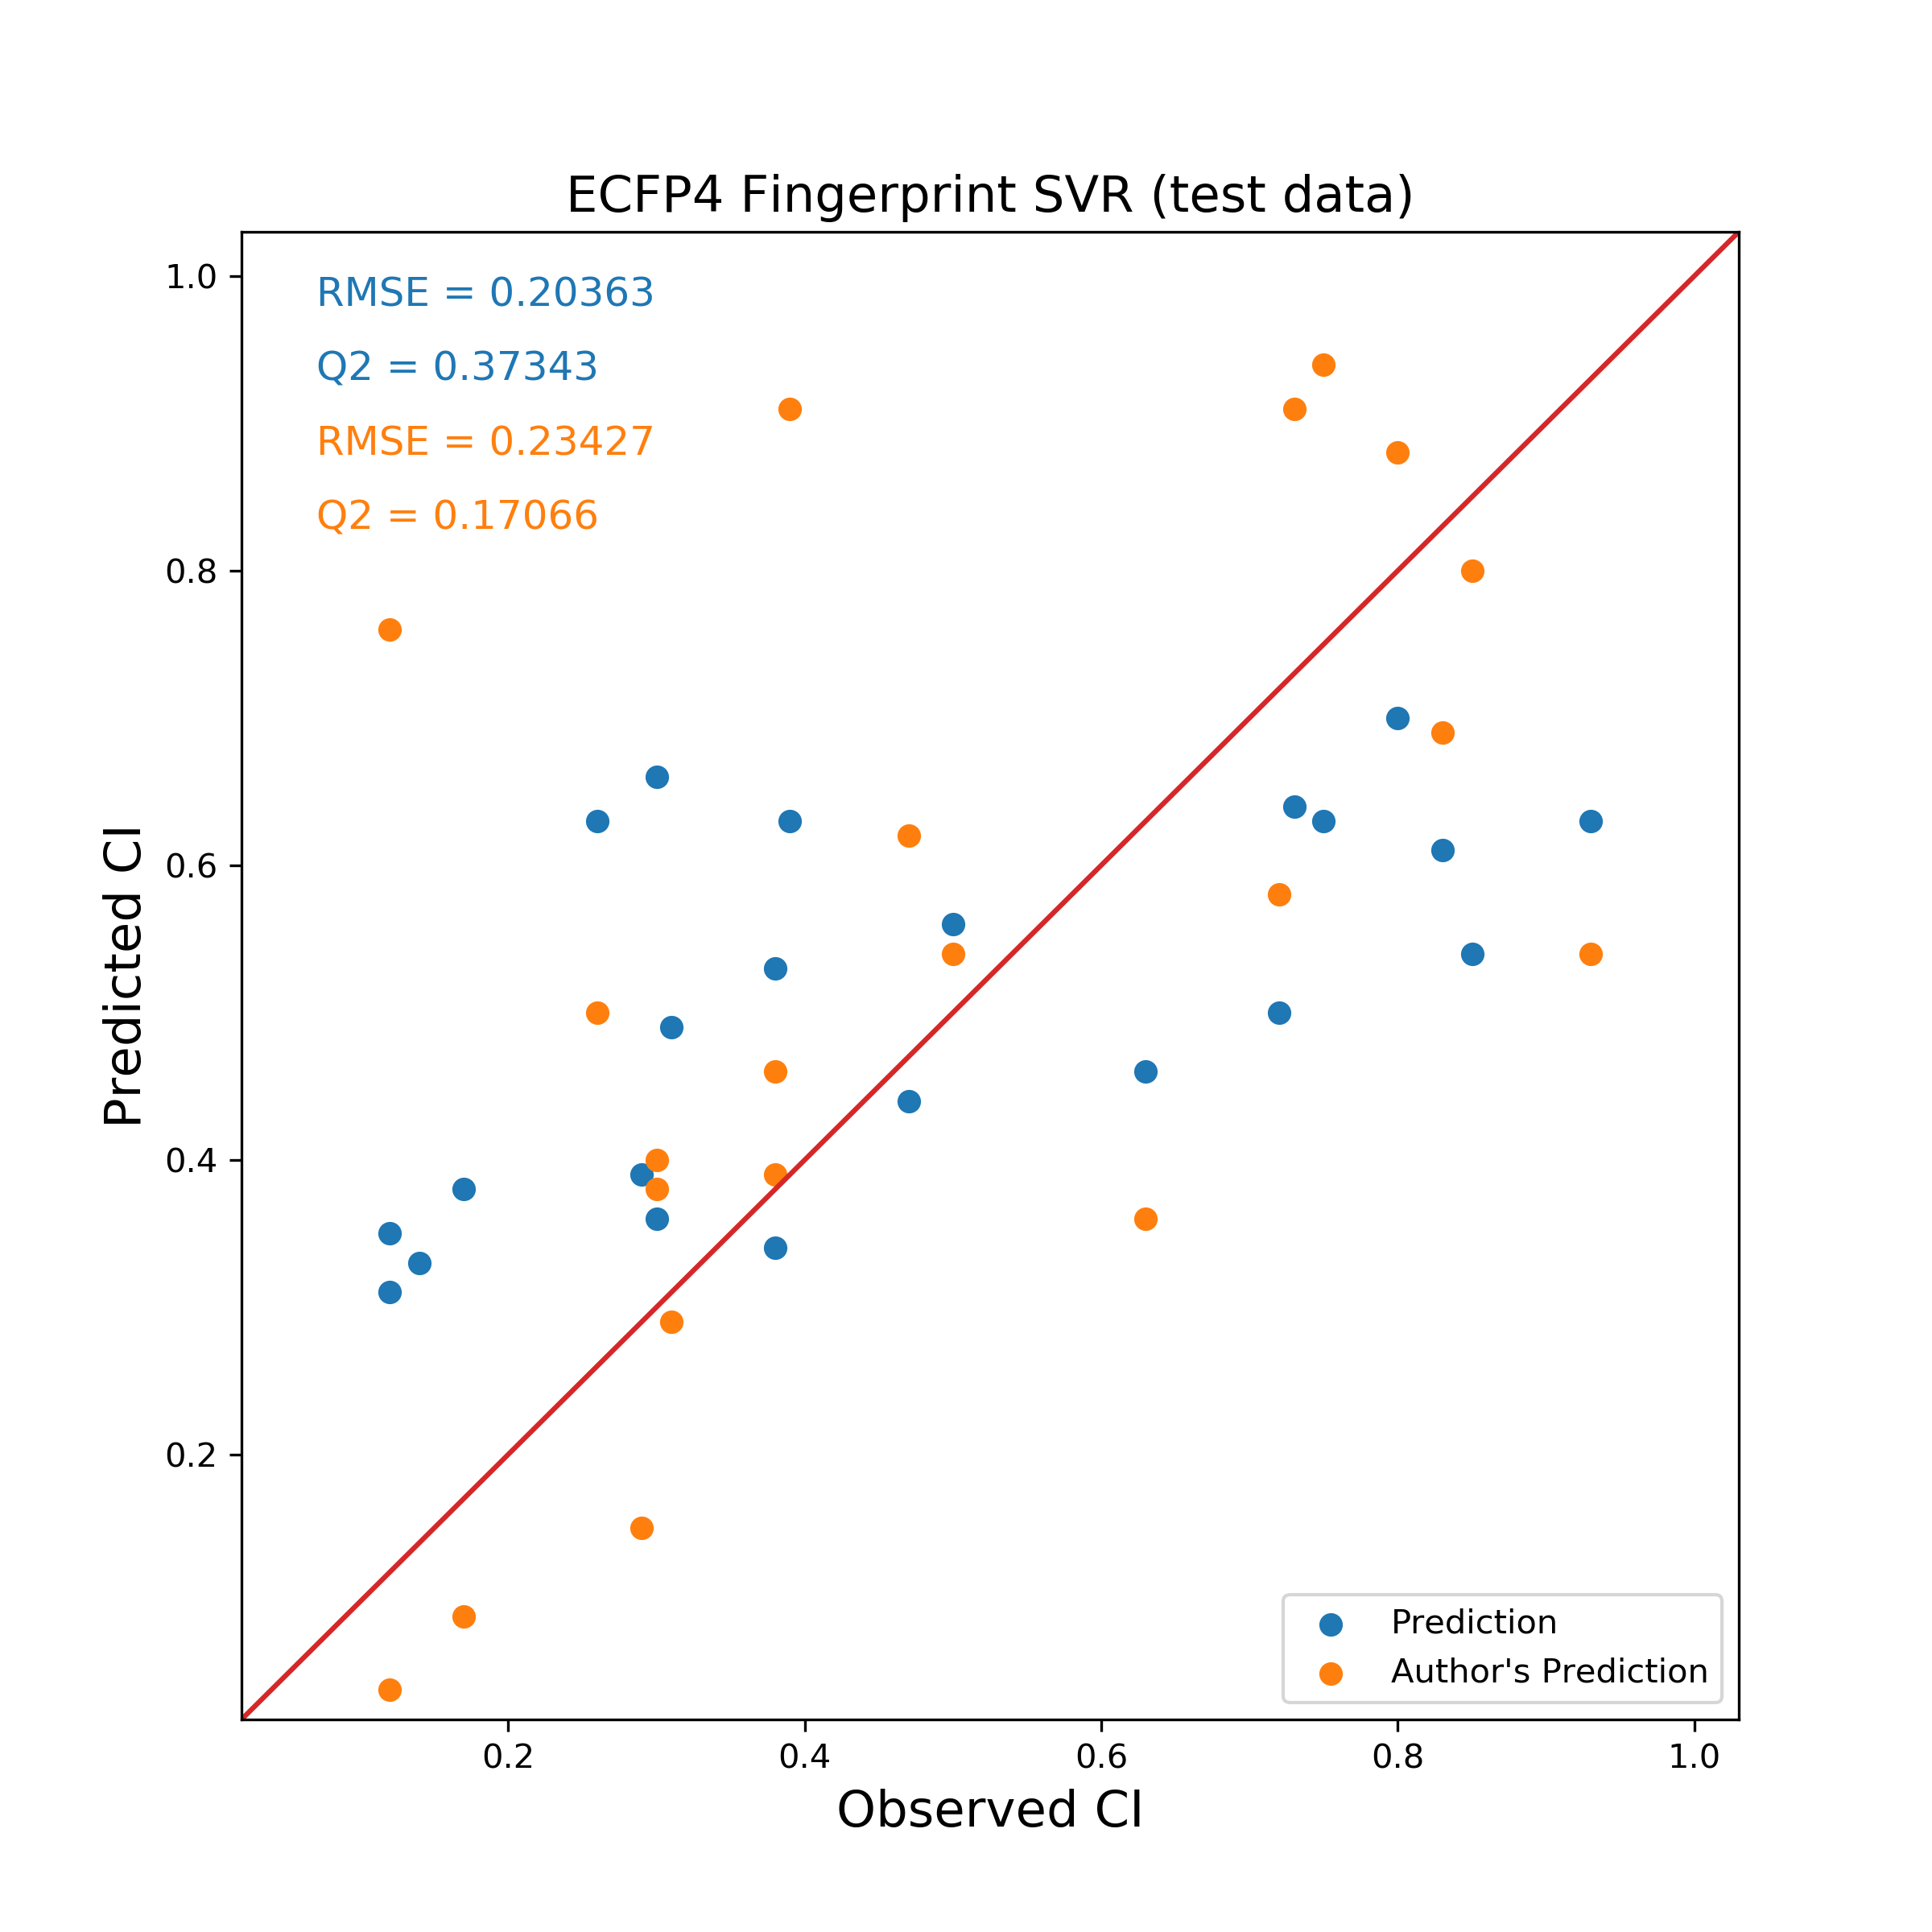 ECFP4 Fingerprint SVR (test data)
RMSE = 0.20363
Q2 = 0.37343
RMSE = 0.23427
Q2 = 0.17066
1.0
0.8
0.6
0.4
0.2
Predicted CI
Prediction
Author's Prediction
0.2
0.4
0.6
0.8
1.0
Observed CI